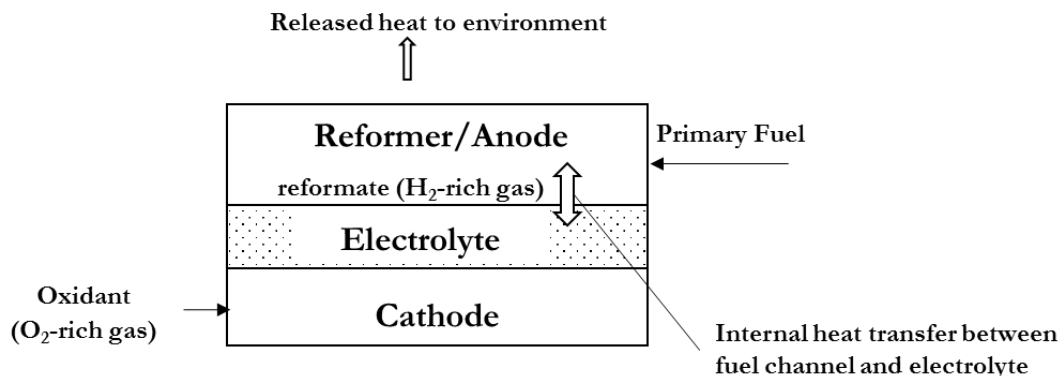 Released heat to environment
Reformer/Anode
Primary Fuel
reformate (H₂-rich gas)
Electrolyte
Oxidant
(O₂-rich gas)
Cathode
Internal heat transfer between
fuel channel and electrolyte